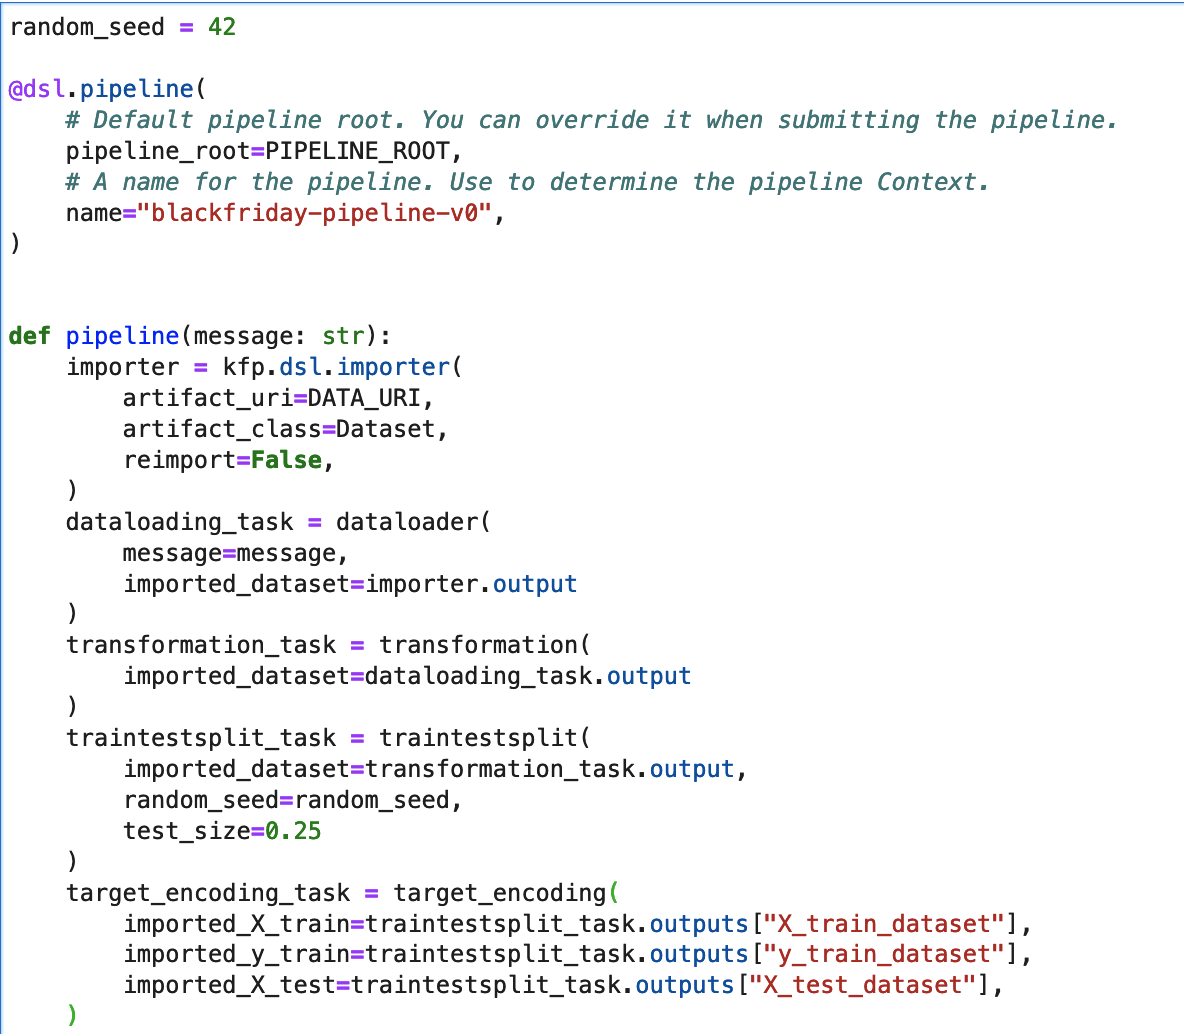 random_seed = 42
@dsl.pipeline(
    # Default pipeline root. You can override it when submitting the pipeline.
    pipeline_root=PIPELINE_ROOT,
    # A name for the pipeline. Use to determine the pipeline Context.
    name="blackfriday-pipeline-v0",
)
def pipeline(message: str):
    importer = kfp.dsl.importer(
        artifact_uri=DATA_URI,
        artifact_class=Dataset,
        reimport=False,
    )
    dataloading_task = dataloader(
        message=message,
        imported_dataset=importer.output
    )
    transformation_task = transformation(
        imported_dataset=dataloading_task.output
    )
    traintestsplit_task = traintestsplit(
        imported_dataset=transformation_task.output,
        random_seed=random_seed,
        test_size=0.25
    )
    target_encoding_task = target_encoding(
        imported_X_train=traintestsplit_task.outputs["X_train_dataset"],
        imported_y_train=traintestsplit_task.outputs["y_train_dataset"],
        imported_X_test=traintestsplit_task.outputs["X_test_dataset"],
    )